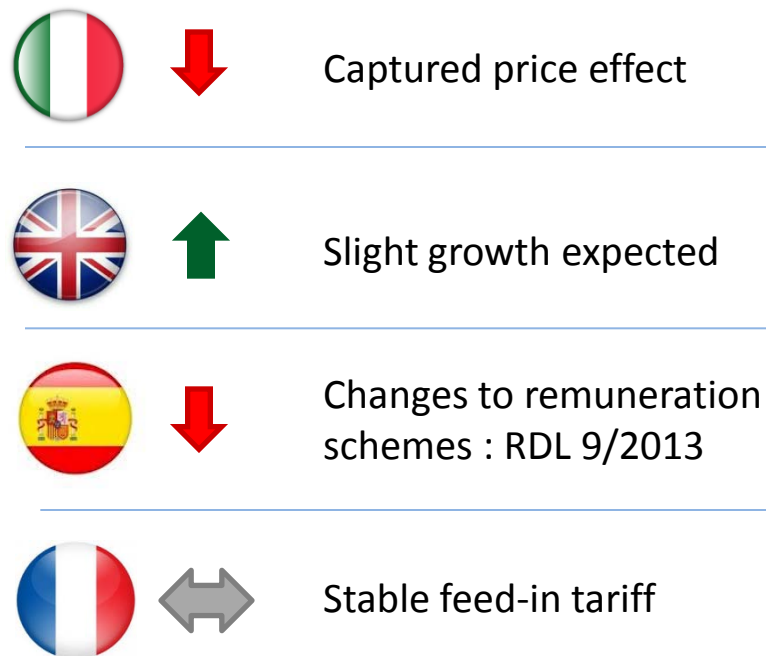 Captured price effect
Slight growth expected
Changes to remuneration
schemes : RDL 9/2013
Stable feed-in tariff